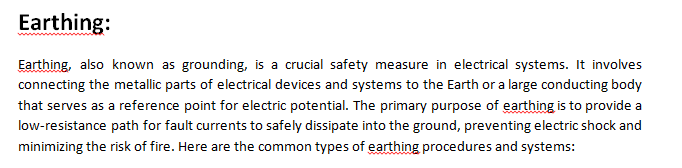 Earthing:
Earthing, also known as grounding, is a crucial safety measure in electrical systems. It involves
connecting the metallic parts of electrical devices and systems to the Earth or a large conducting body
that serves as a reference point for electric potential. The primary purpose of earthing is to provide a
low-resistance path for fault currents to safely dissipate into the ground, preventing electric shock and
minimizing the risk of fire. Here are the common types of earthing procedures and systems: